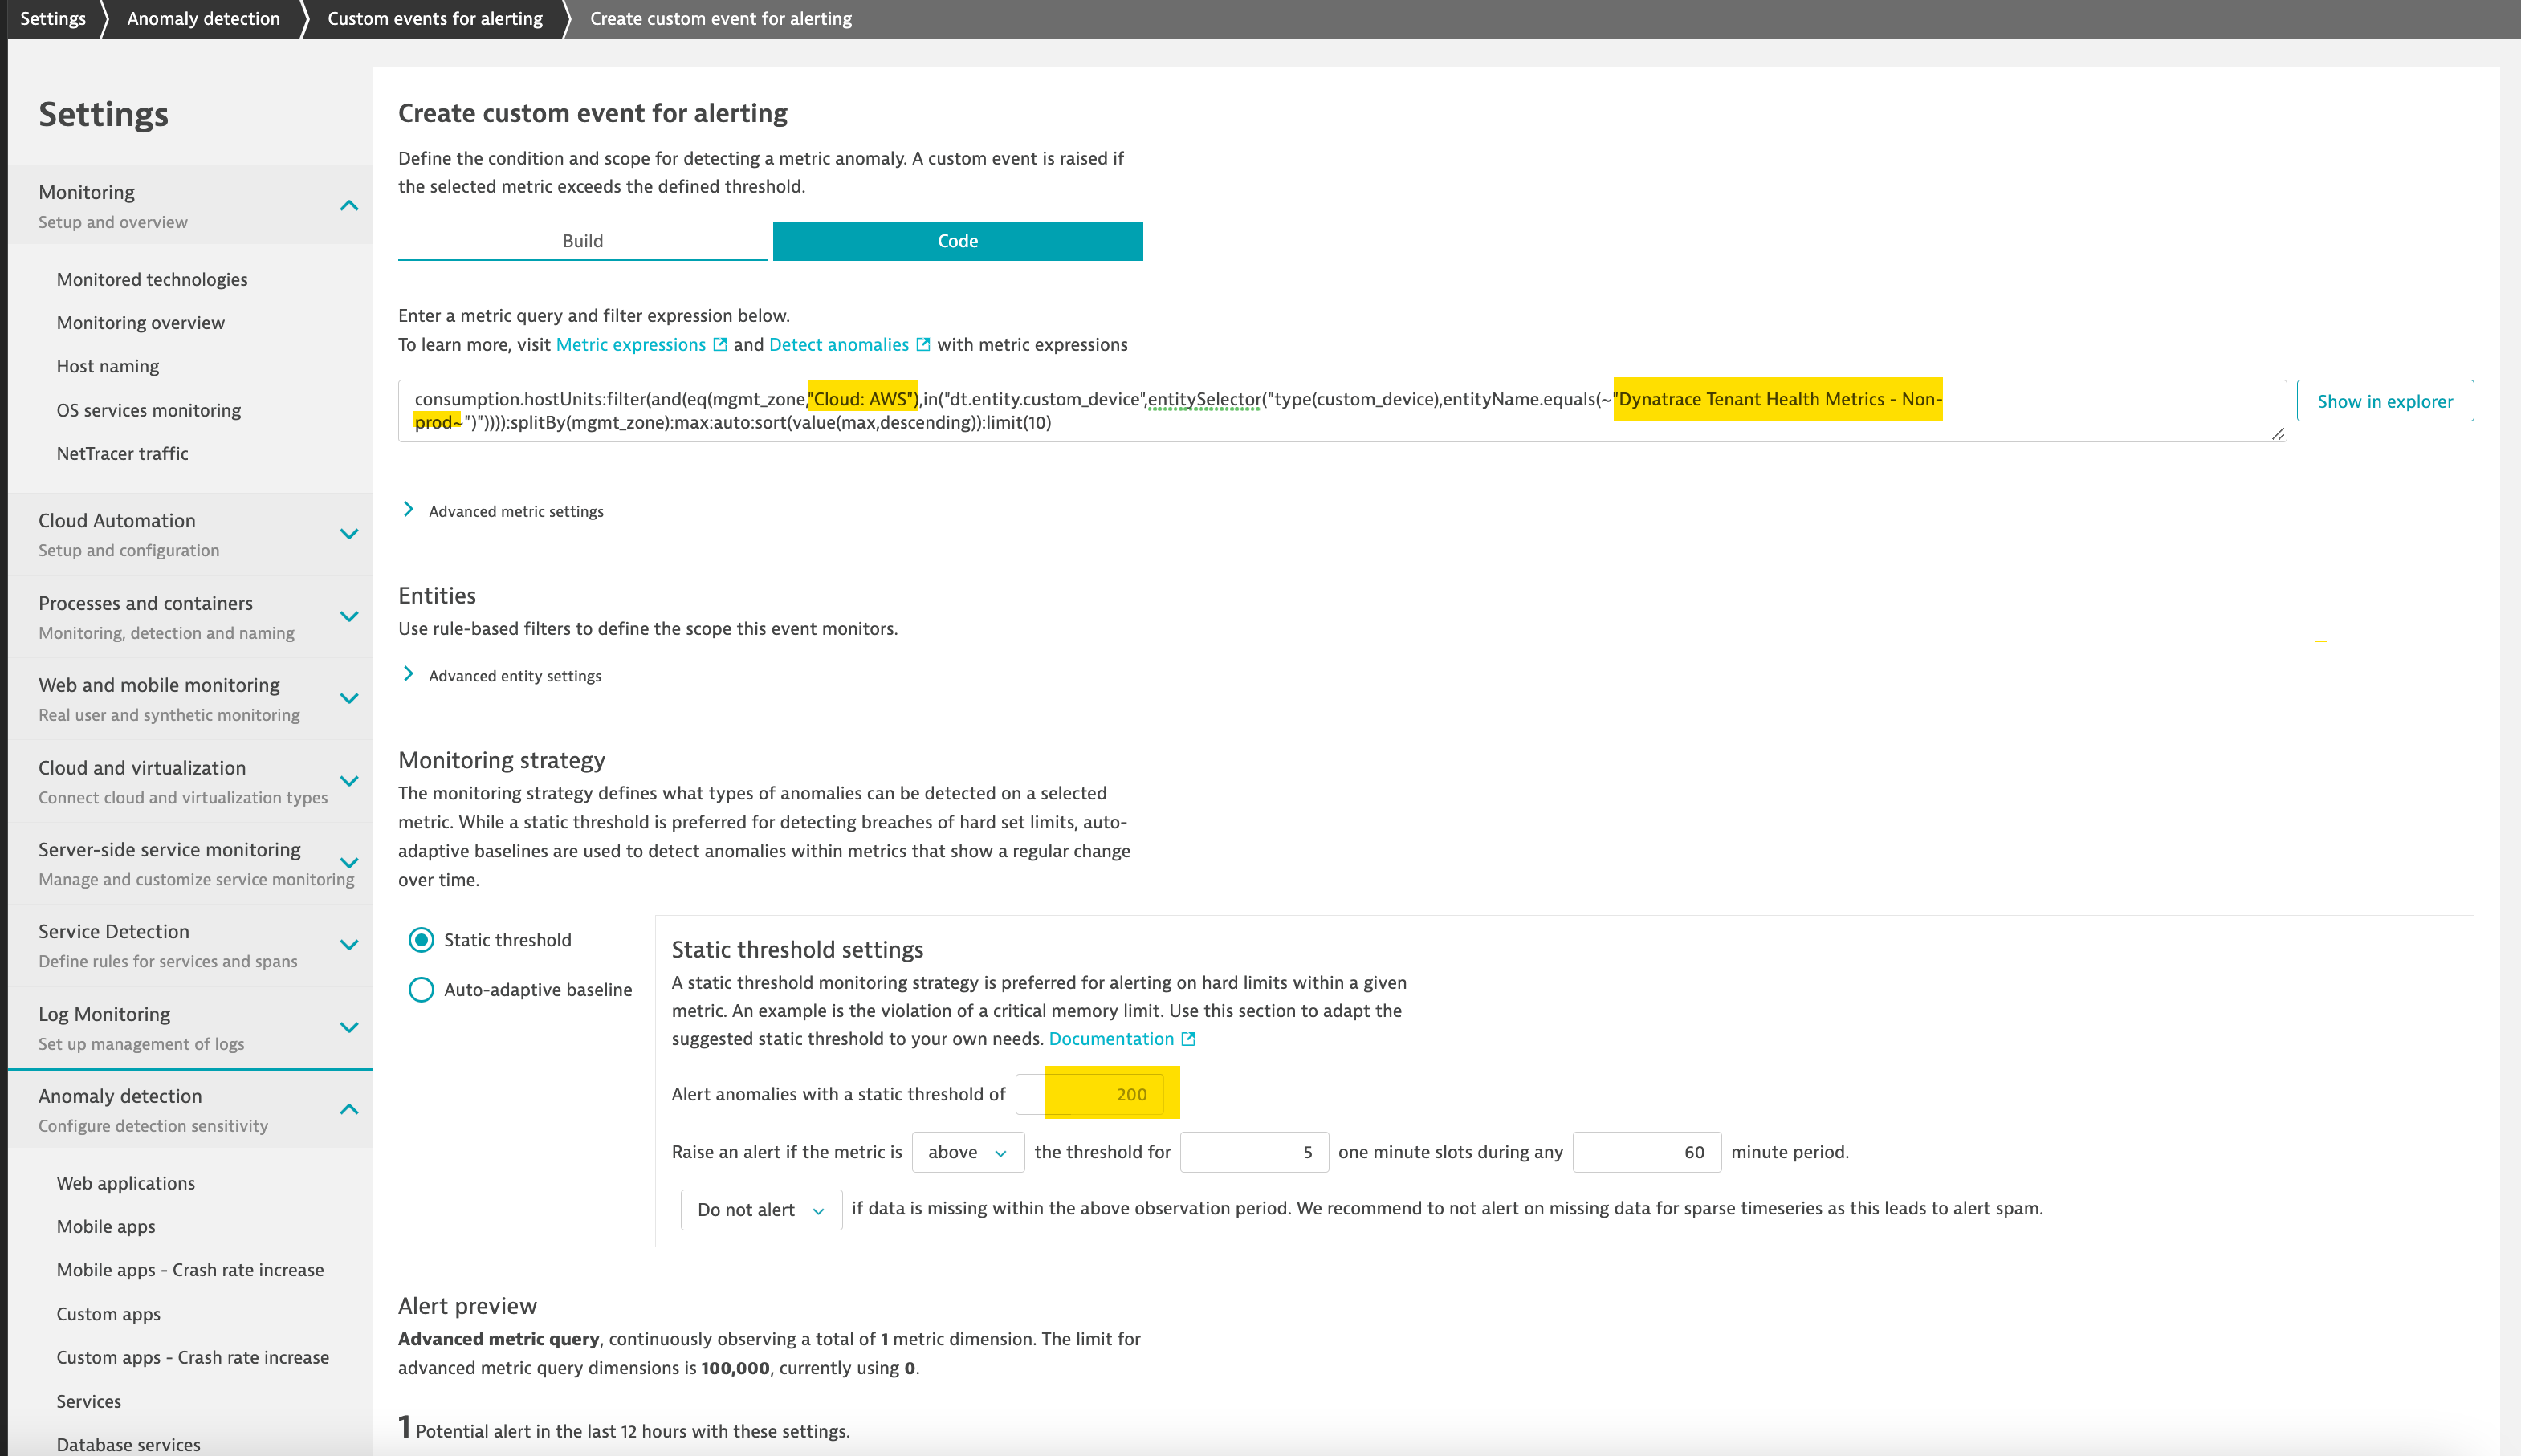 Settings
Anomaly detection
Custom events for alerting
Create custom event for alerting
Settings
Monitoring
Setup and overview
Monitored technologies
Monitoring overview
Host naming
OS services monitoring
NetTracer traffic
Cloud Automation
Setup and configuration
Processes and containers
Monitoring, detection and naming
Web and mobile monitoring
Real user and synthetic monitoring
Cloud and virtualization
Connect cloud and virtualization types
Server-side service monitoring
Manage and customize service monitoring
Service Detection
Define rules for services and spans
Log Monitoring
Set up management of logs
Anomaly detection
Configure detection sensitivity
Web applications
Mobile apps
Mobile apps - Crash rate increase
Custom apps
Custom apps - Crash rate increase
Services
Database services
Create custom event for alerting
Define the condition and scope for detecting a metric anomaly. A custom event is raised if
the selected metric exceeds the defined threshold.
Build
Code
Enter a metric query and filter expression below.
To learn more, visit Metric expressions and Detect anomalies with metric expressions
consumption.hostUnits:filter(and(eq(mgmt_zone,"Cloud: AWS"),in("dt.entity.custom_device",entitySelector("type(custom_device),entityName.equals(~"Dynatrace Tenant Health Metrics - Non-
prod~")")))):splitBy(mgmt_zone):max:auto:sort(value(max,descending)):limit(10)
Show in explorer
Advanced metric settings
Entities
Use rule-based filters to define the scope this event monitors.
Advanced entity settings
Monitoring strategy
The monitoring strategy defines what types of anomalies can be detected on a selected
metric. While a static threshold is preferred for detecting breaches of hard set limits, auto-
adaptive baselines are used to detect anomalies within metrics that show a regular change
over time.
Static threshold
Auto-adaptive baseline
Static threshold settings
A static threshold monitoring strategy is preferred for alerting on hard limits within a given
metric. An example is the violation of a critical memory limit. Use this section to adapt the
suggested static threshold to your own needs. Documentation
Alert anomalies with a static threshold of 200
Raise an alert if the metric is above the threshold for 5 one minute slots during any 60 minute period.
Do not alert if data is missing within the above observation period. We recommend to not alert on missing data for sparse timeseries as this leads to alert spam.
Alert preview
Advanced metric query, continuously observing a total of 1 metric dimension. The limit for
advanced metric query dimensions is 100,000, currently using 0.
1 Potential alert in the last 12 hours with these settings.